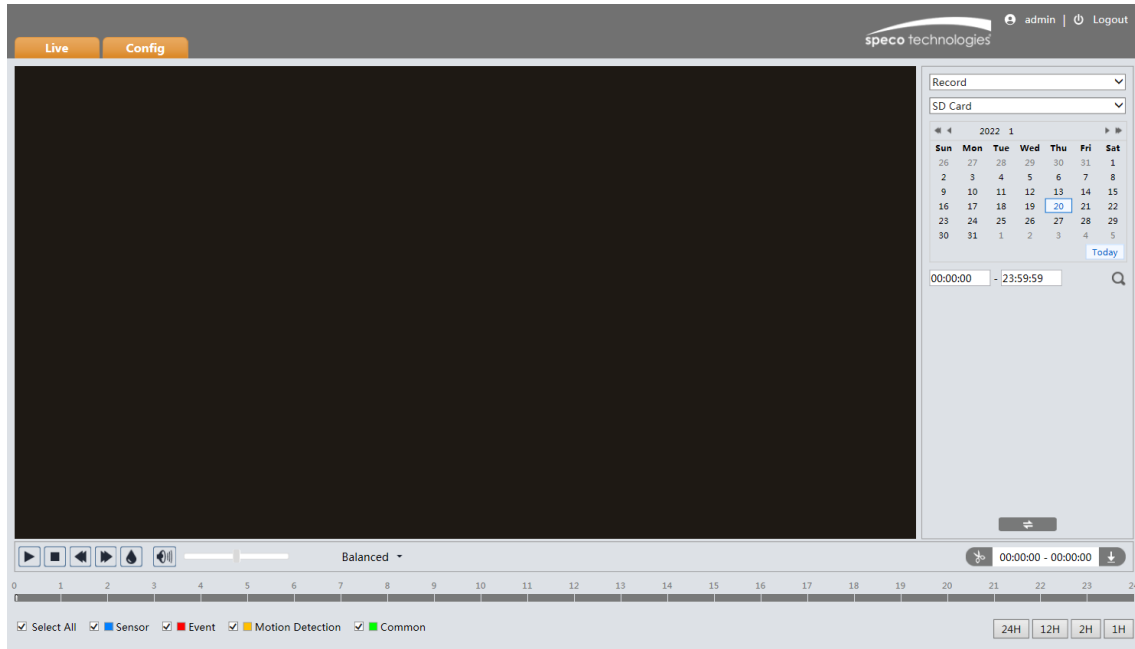 admin | Logout
speco technologies
Live Config
Record
SD Card
2022 1
Sun Mon Tue Wed Thu Fri Sat
26 27 28 29 30 31 1
2 3 4 5 6 7 8
9 10 11 12 13 14 15
16 17 18 19 20 21 22
23 24 25 26 27 28 29
30 31 1 2 3 4 5
Today
00:00:00 - 23:59:59
Balanced
00:00:00 - 00:00:00
0 1 2 3 4 5 6 7 8 9 10 11 12 13 14 15 16 17 18 19 20 21 22 23 2
Select All Sensor Event Motion Detection Common
24H 12H 2H 1H